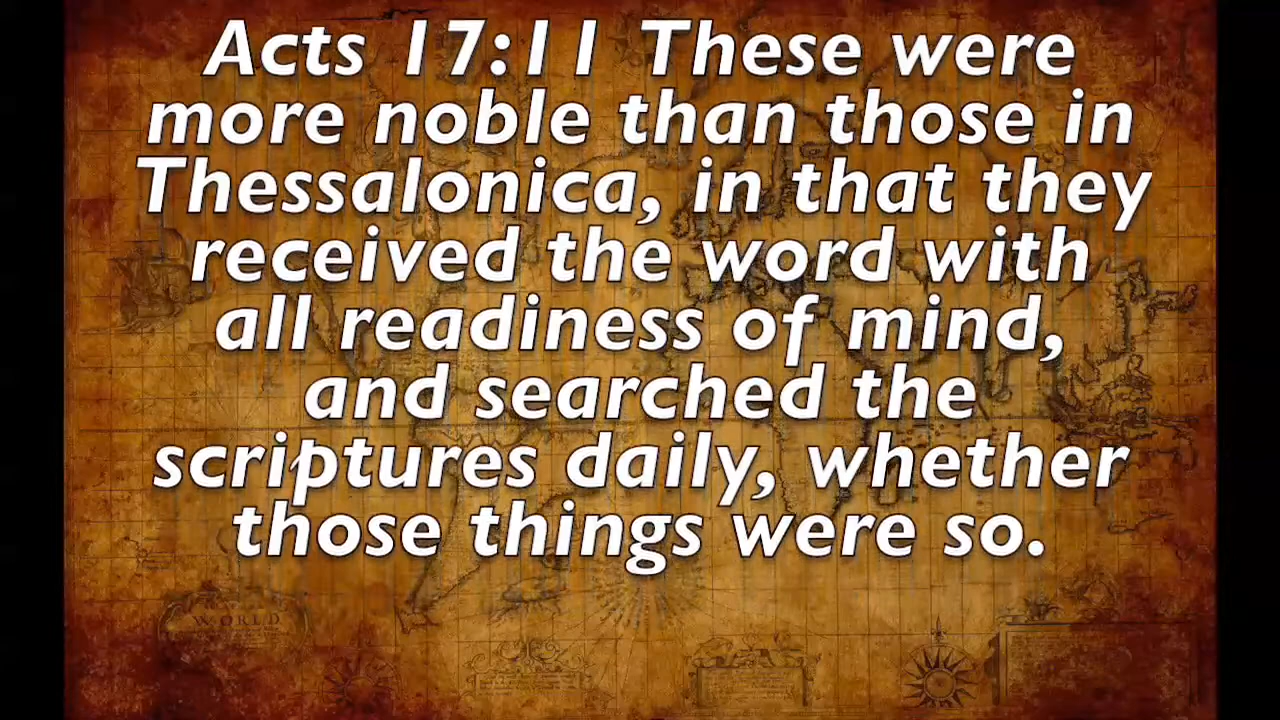 Acts 17:11 These were
more noble than those in
Thessalonica, in that they
received the word with
all readiness of mind,
and searched the
scriptures daily, whether
those things were so.
WORLD